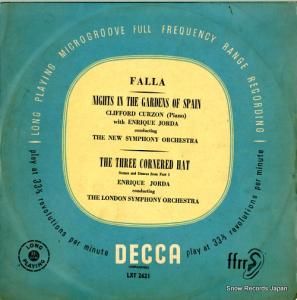 LONG PLAYING MICROGROOVE FULL FREQUENCY RANGE RECORDING
FALLA
NIGHTS IN THE GARDENS OF SPAIN
CLIFFORD CURZON (Piano)
with ENRIQUE JORDA
conducting
THE NEW SYMPHONY ORCHESTRA
THE THREE CORNERED HAT
Scenes and Dances from Part 1
ENRIQUE JORDA
conducting
THE LONDON SYMPHONY ORCHESTRA
play at 33⅓ revolutions per minute
play at 33⅓ revolutions per minute
LONG
PLAYING
DECCA
LXT 2621
ffrr
Snow Records Japan